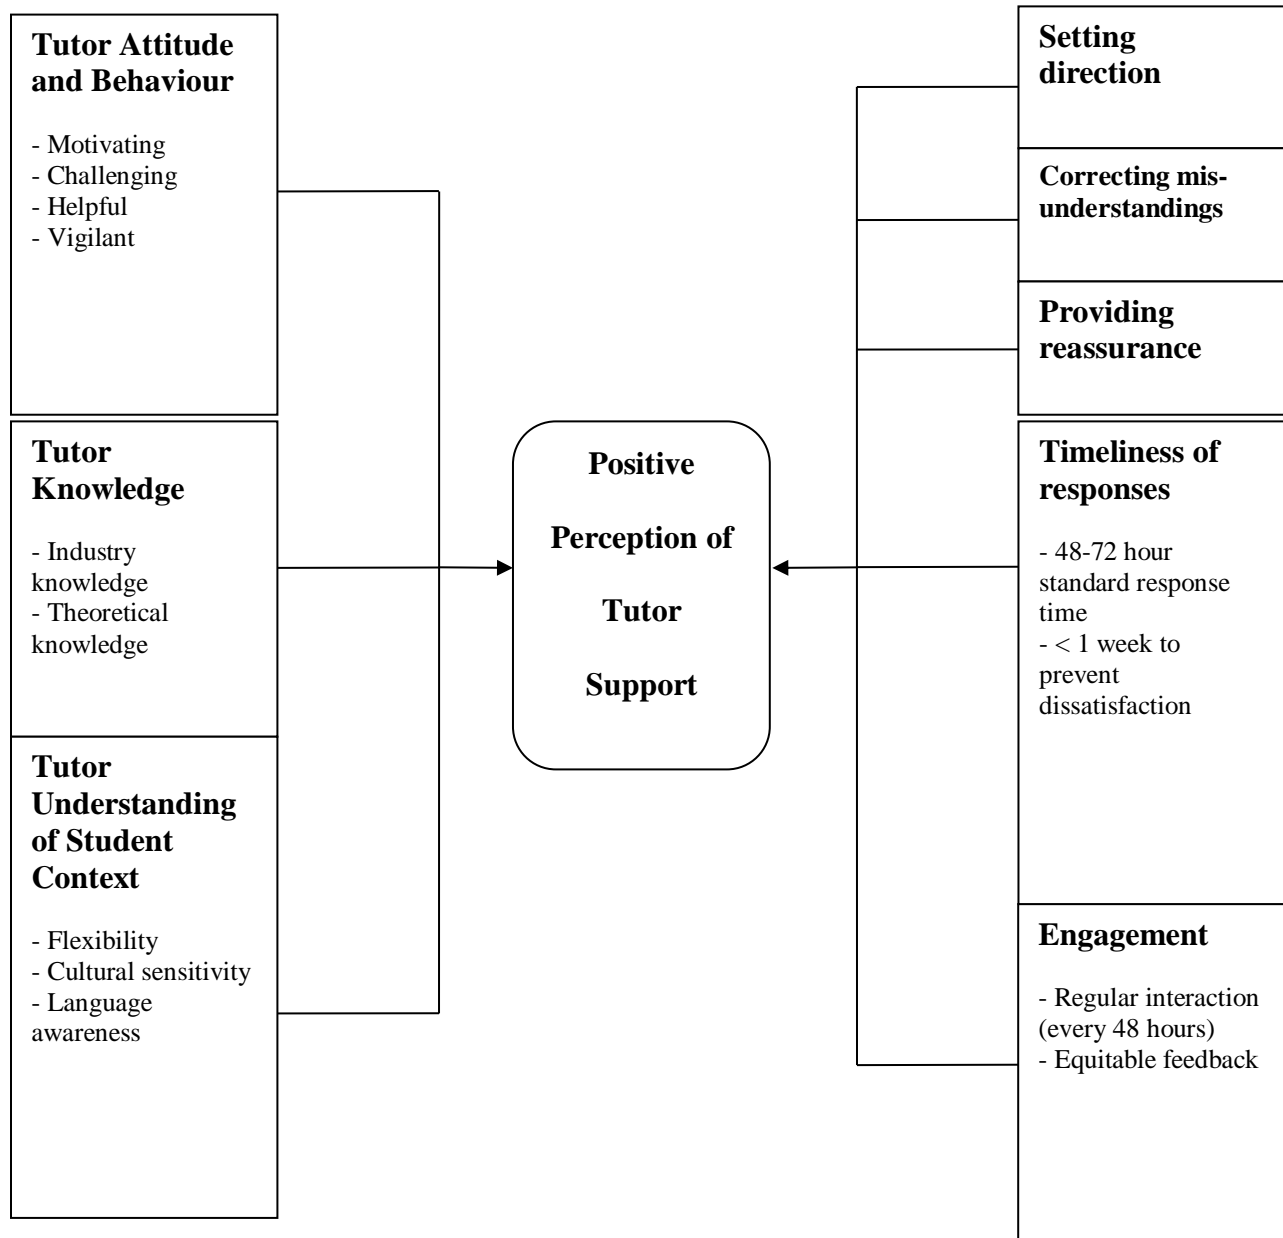 Tutor Attitude
and Behaviour
- Motivating
- Challenging
- Helpful
- Vigilant
Tutor
Knowledge
- Industry
knowledge
- Theoretical
knowledge
Tutor
Understanding
of Student
Context
- Flexibility
- Cultural sensitivity
- Language
awareness
Positive
Perception of
Tutor
Support
Setting
direction
Correcting mis-
understandings
Providing
reassurance
Timeliness of
responses
- 48-72 hour
standard response
time
- < 1 week to
prevent
dissatisfaction
Engagement
- Regular interaction
(every 48 hours)
- Equitable feedback